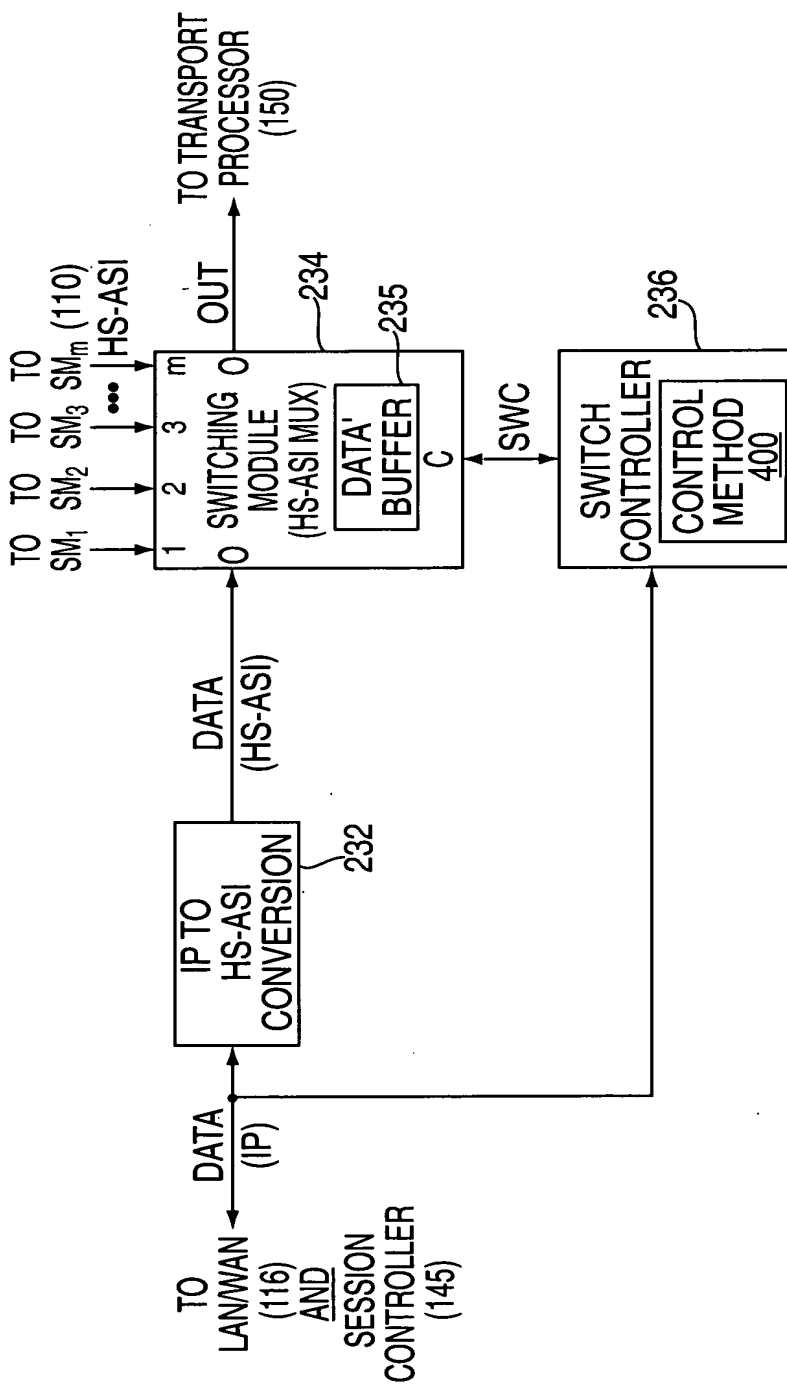 TO
LAN/WAN
(116)
AND
SESSION
CONTROLLER
(145)
DATA
(IP)
IP TO
HS-ASI
CONVERSION
232
DATA
(HS-ASI)
TO
SM1
TO
SM2
TO
SM3
•••
TO
SMm (110)
HS-ASI
1
2
3
m
0
0
SWITCHING
MODULE
(HS-ASI MUX)
DATA'
BUFFER
C
OUT
TO TRANSPORT
PROCESSOR
(150)
234
235
SWC
SWITCH
CONTROLLER
CONTROL
METHOD
400
236